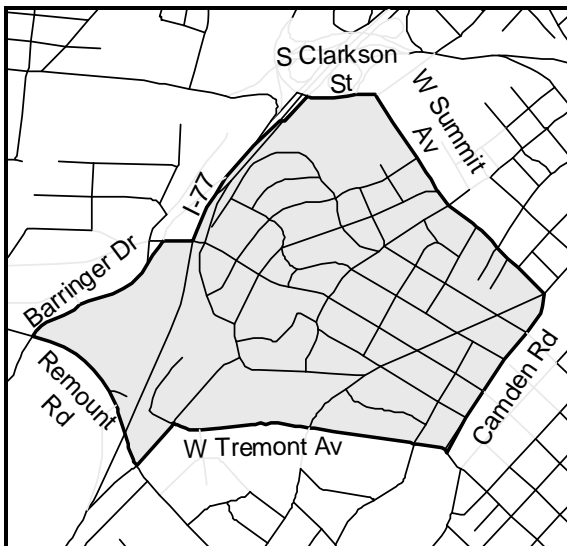 S Clarkson
St
W Summit
Av
I-77
Barringer Dr
Remount
Rd
Camden Rd
W Tremont Av